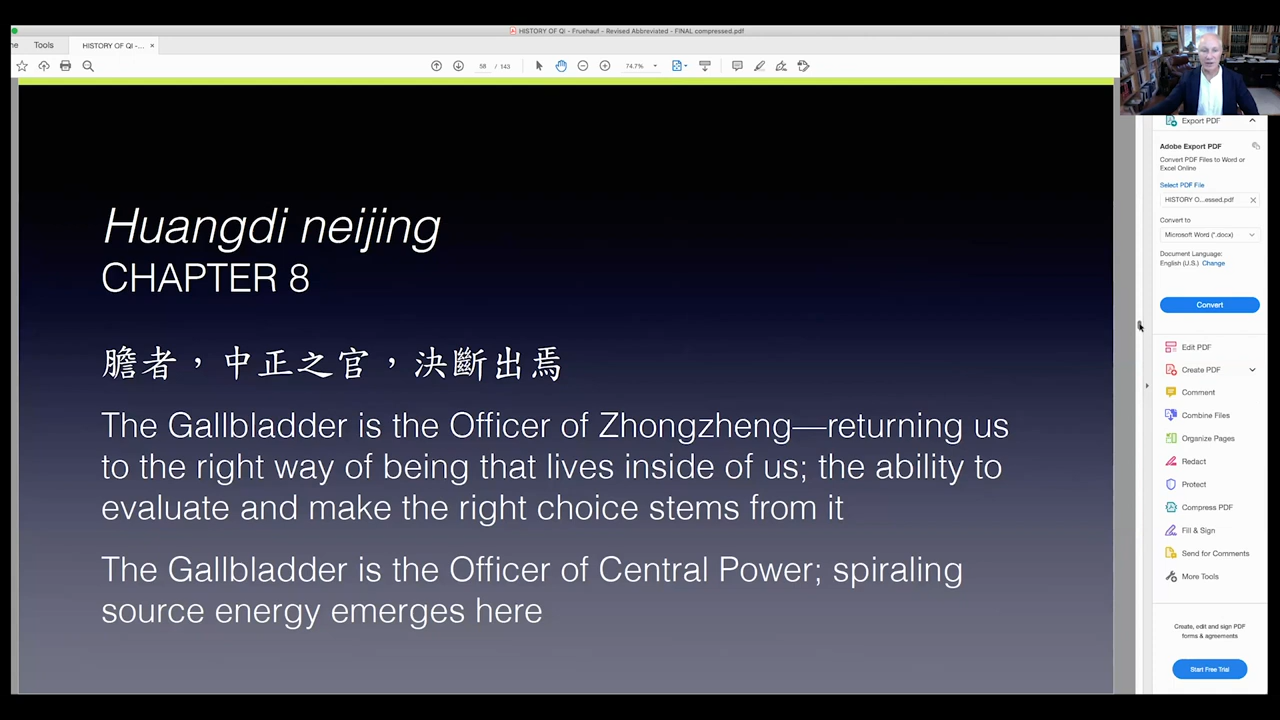 HISTORY OF QI - Fruehauf - Revised Abbreviated - FINAL compressed.pdf
ne Tools HISTORY OF QI -... ×
58 / 143 74.7%
Huangdi neijing
CHAPTER 8
膽者，中正之官，決斷出焉
The Gallbladder is the Officer of Zhongzheng—returning us
to the right way of being that lives inside of us; the ability to
evaluate and make the right choice stems from it
The Gallbladder is the Officer of Central Power; spiraling
source energy emerges here
Export PDF
Adobe Export PDF
Convert PDF Files to Word or
Excel Online
Select PDF File
HISTORY O...essed.pdf
Convert to
Microsoft Word (*.docx)
Document Language:
English (U.S.) Change
Convert
Edit PDF
Create PDF
Comment
Combine Files
Organize Pages
Redact
Protect
Compress PDF
Fill & Sign
Send for Comments
More Tools
Create, edit and sign PDF
forms & agreements
Start Free Trial